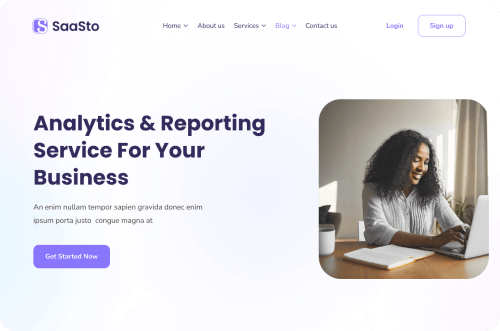 SaaSto
Home About us Services Blog Contact us Login Sign up
Analytics & Reporting
Service For Your
Business
An enim nullam tempor sapien gravida donec enim
ipsum porta justo congue magna at
Get Started Now